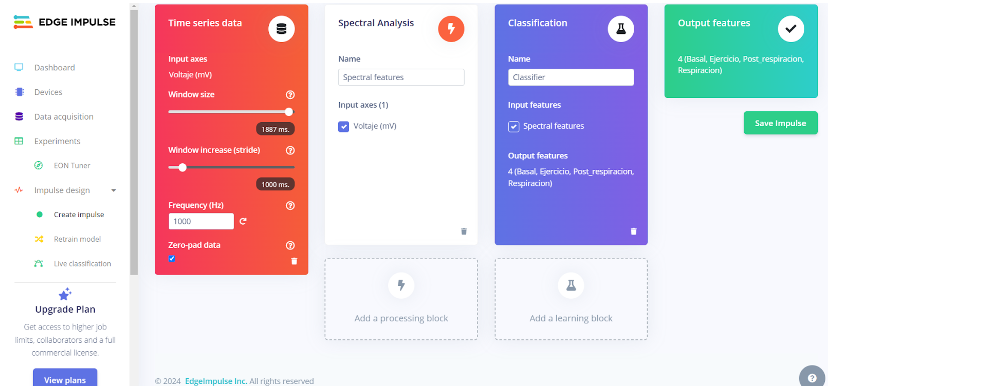 EDGE IMPULSE
Dashboard
Devices
Data acquisition
Experiments
EON Tuner
Impulse design
Create impulse
Retrain model
Live classification
Upgrade Plan
Get access to higher job
limits, collaborators and a full
commercial license.
View plans
Time series data
Input axes
Voltaje (mV)
Window size
1887 ms.
Window increase (stride)
1000 ms.
Frequency (Hz)
1000
Zero-pad data
Spectral Analysis
Name
Spectral features
Input axes (1)
Voltaje (mV)
Classification
Name
Classifier
Input features
Spectral features
Output features
4 (Basal, Ejercicio, Post_respiracion,
Respiracion)
Output features
4 (Basal, Ejercicio, Post_respiracion,
Respiracion)
Save Impulse
Add a processing block
Add a learning block
© 2024 EdgeImpulse Inc. All rights reserved